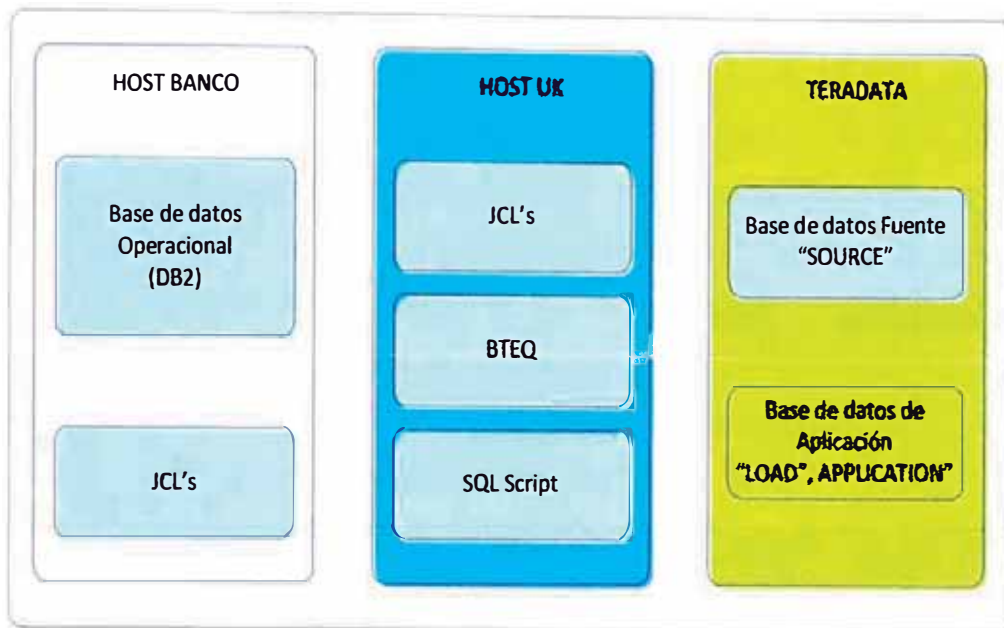 HOST BANCO
Base de datos
Operacional
(DB2)
JCL's
HOST UK
JCL's
BTEQ
SQL Script
TERADATA
Base de datos Fuente
“SOURCE”
Base de datos de
Aplicación
“LOAD”, APPLICATION”